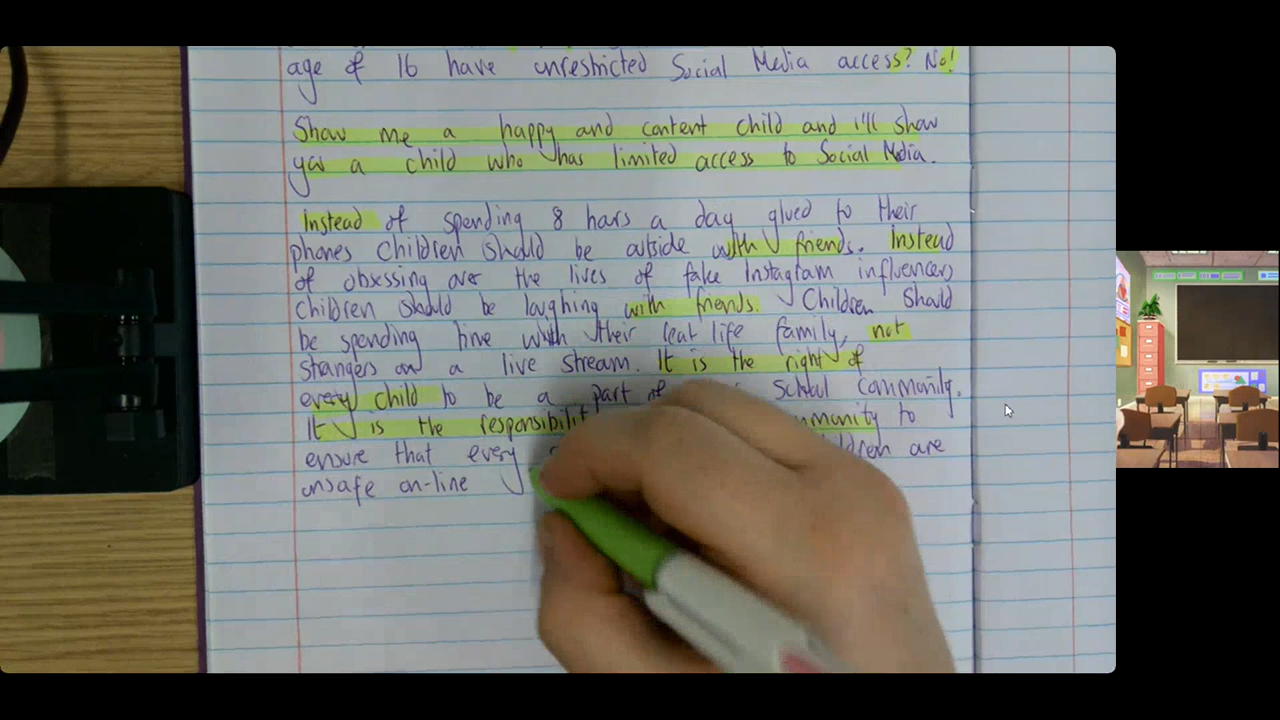 age of 16 have unrestricted Social Media access? No!
Show me a happy and content child and i'll show
you a child who has limited access to Social Media.
Instead of spending 8 hours a day glued to their
phones children should be outside with friends. Instead
of obsessing over the lives of fake Instagram influencers
children should be laughing with friends. Children should
be spending time with their real life family, not
strangers on a live stream. It is the right of
every child to be a part of school community.
It is the responsibilit mmunity to
ensure that every ldren are
unsafe on-line